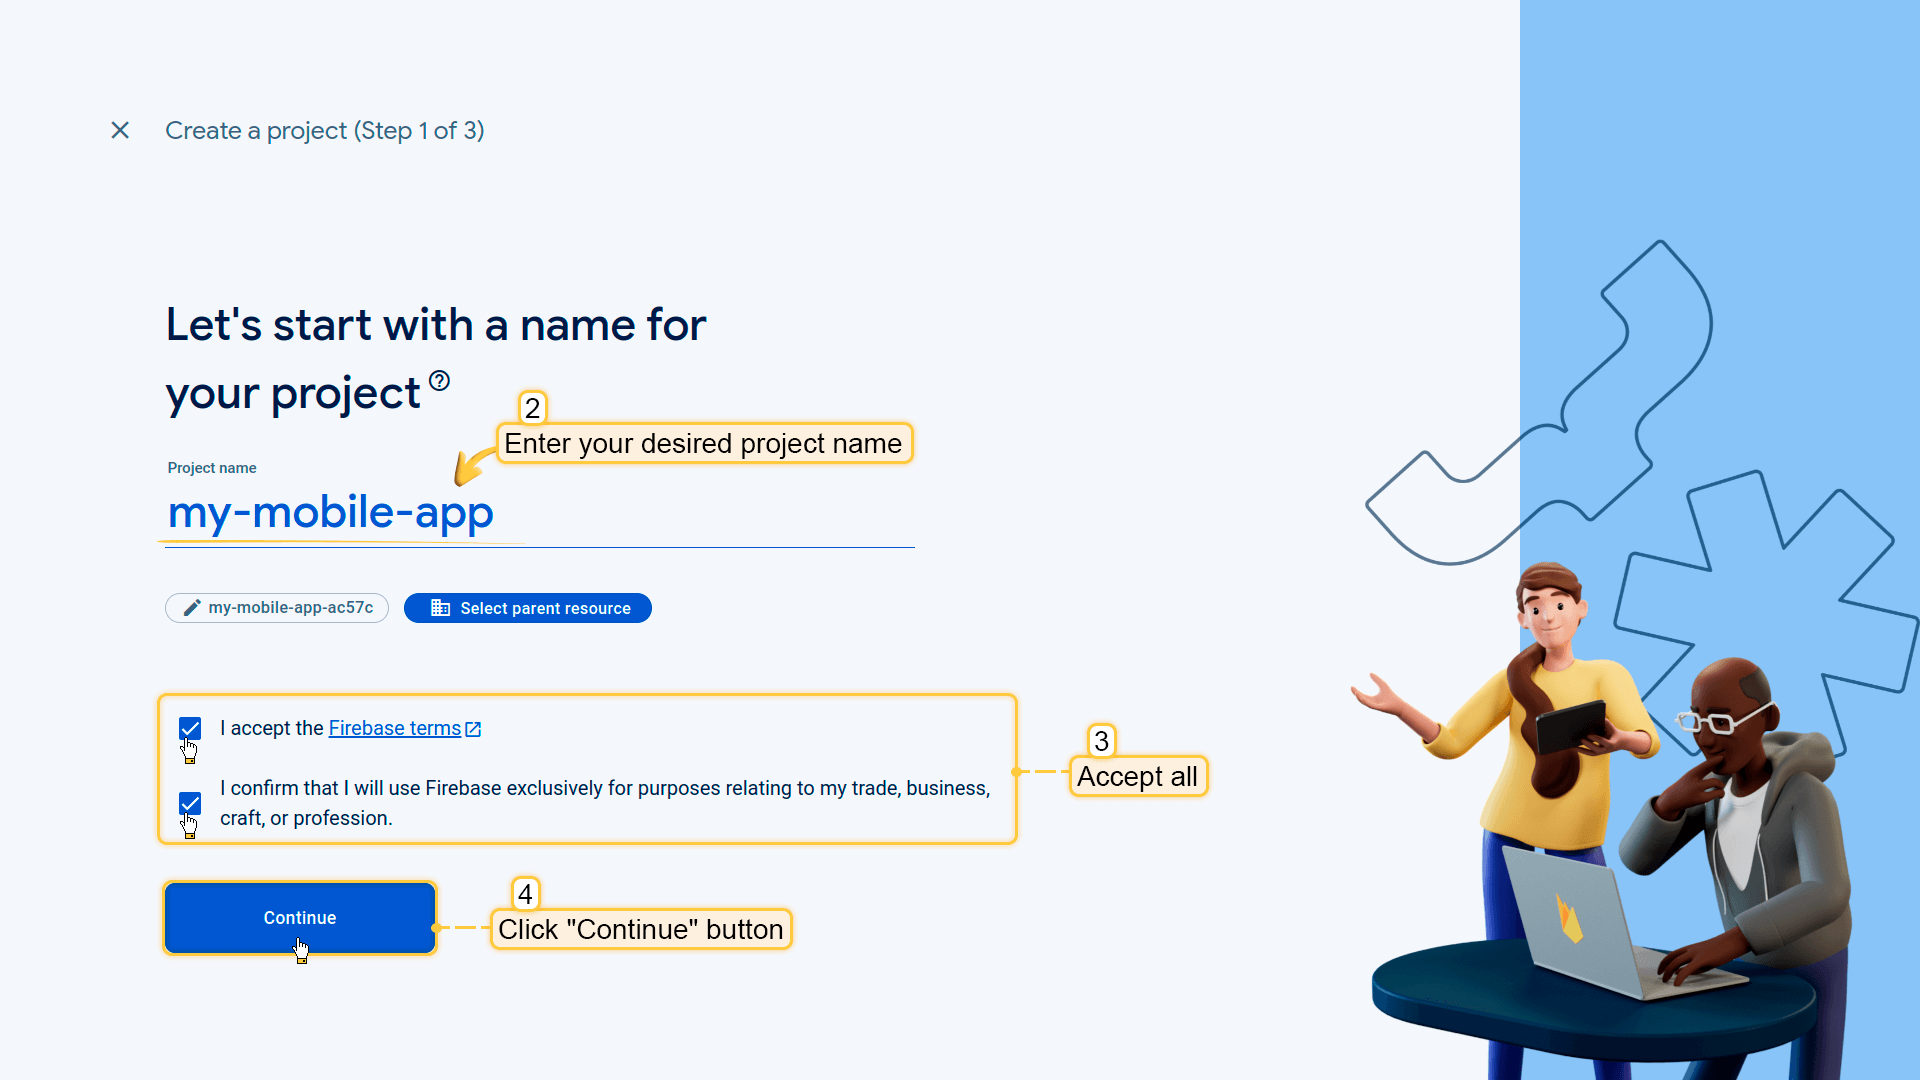 Create a project (Step 1 of 3)
Let's start with a name for
your project
2
Enter your desired project name
Project name
my-mobile-app
my-mobile-app-ac57c
Select parent resource
I accept the Firebase terms
3
Accept all
I confirm that I will use Firebase exclusively for purposes relating to my trade, business,
craft, or profession.
4
Continue
Click "Continue" button